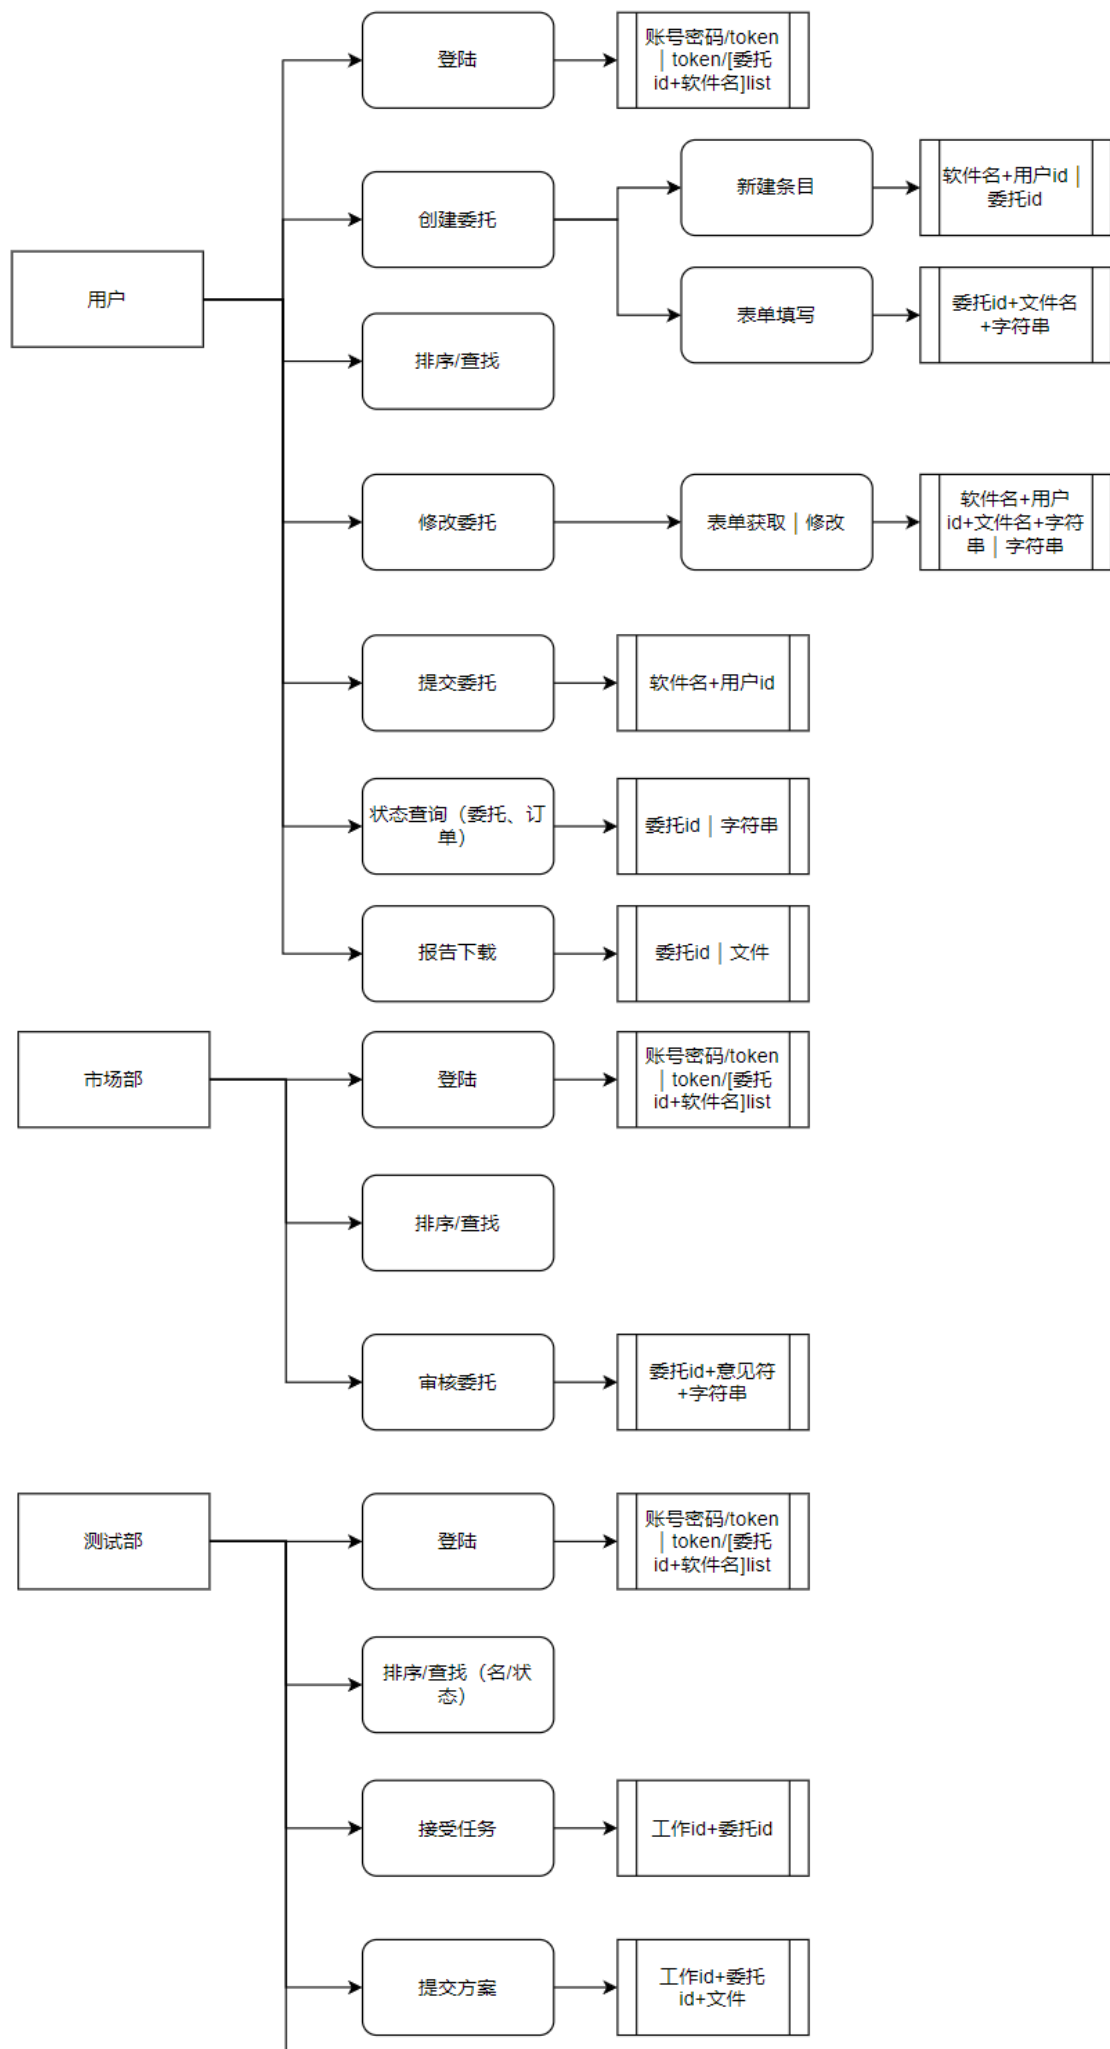 登陆
账号密码/token
｜token/[委托
id+软件名]list
创建委托
新建条目
软件名+用户id｜
委托id
用户
表单填写
委托id+文件名
+字符串
排序/查找
修改委托
表单获取｜修改
软件名+用户
id+文件名+字符
串｜字符串
提交委托
软件名+用户id
状态查询（委托、订
单）
委托id｜字符串
报告下载
委托id｜文件
市场部
登陆
账号密码/token
｜token/[委托
id+软件名]list
排序/查找
审核委托
委托id+意见符
+字符串
测试部
登陆
账号密码/token
｜token/[委托
id+软件名]list
排序/查找（名/状
态）
接受任务
工作id+委托id
提交方案
工作id+委托
id+文件